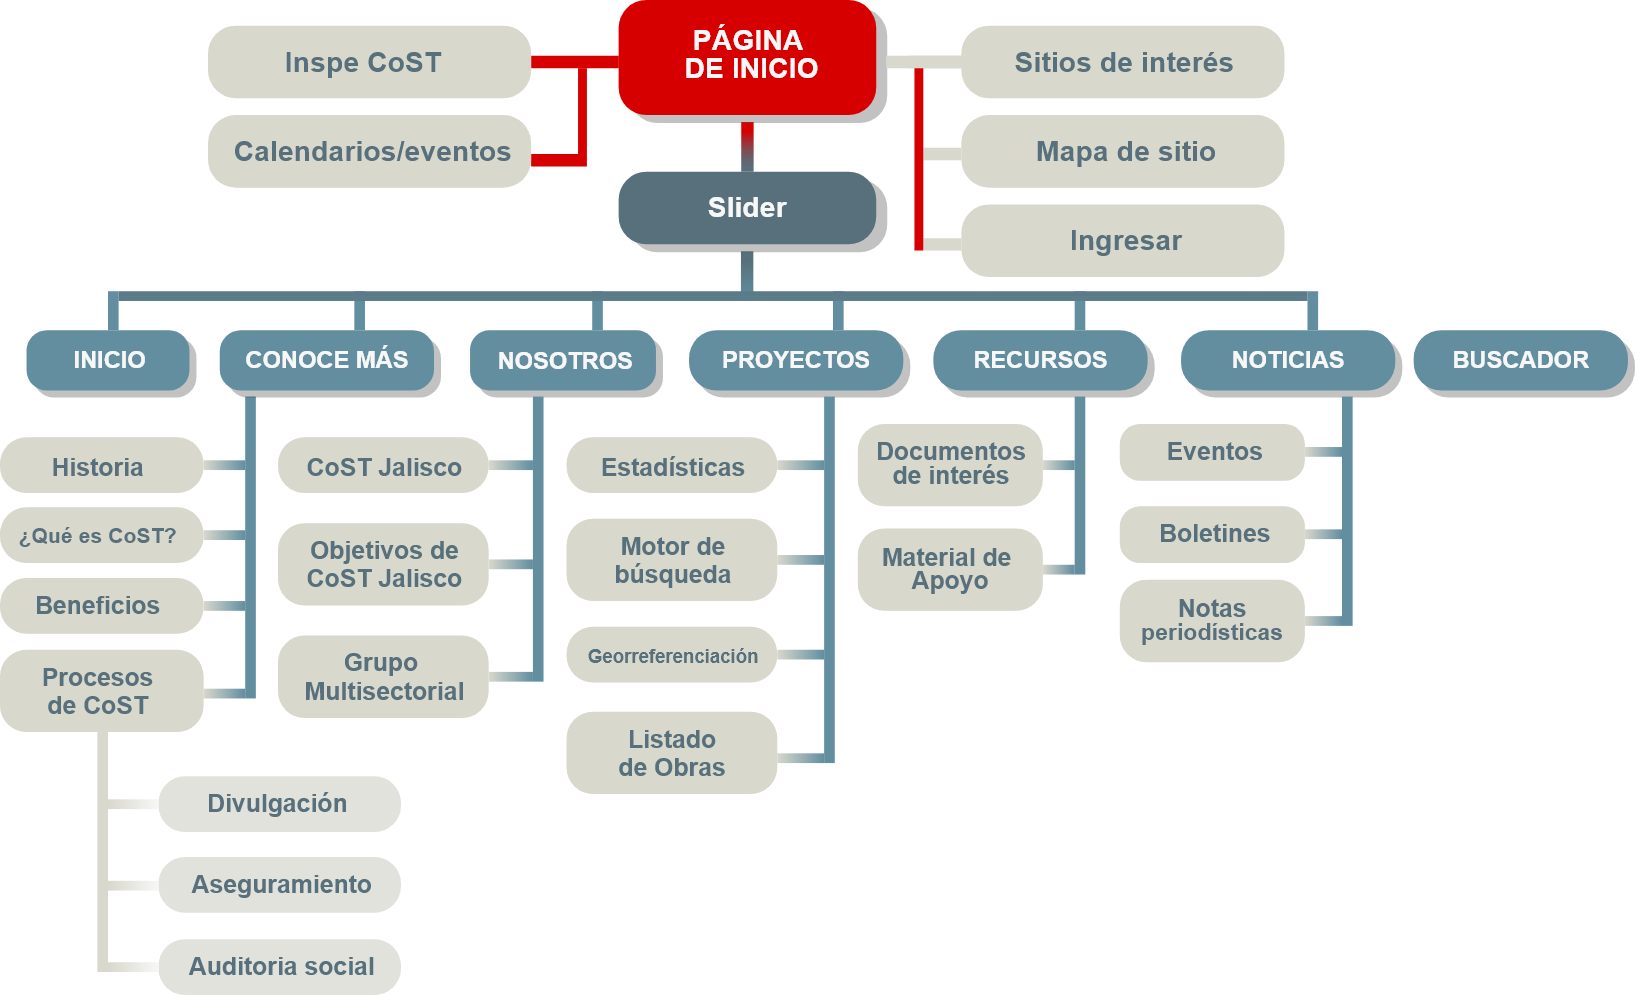 PÁGINA
DE INICIO
Inspe CoST
Calendarios/eventos
Sitios de interés
Mapa de sitio
Ingresar
Slider
INICIO
CONOCE MÁS
NOSOTROS
PROYECTOS
RECURSOS
NOTICIAS
BUSCADOR
Historia
¿Qué es CoST?
Beneficios
Procesos
de CoST
Divulgación
Aseguramiento
Auditoria social
CoST Jalisco
Objetivos de
CoST Jalisco
Grupo
Multisectorial
Estadísticas
Motor de
búsqueda
Georreferenciación
Listado
de Obras
Documentos
de interés
Material de
Apoyo
Eventos
Boletines
Notas
periodísticas